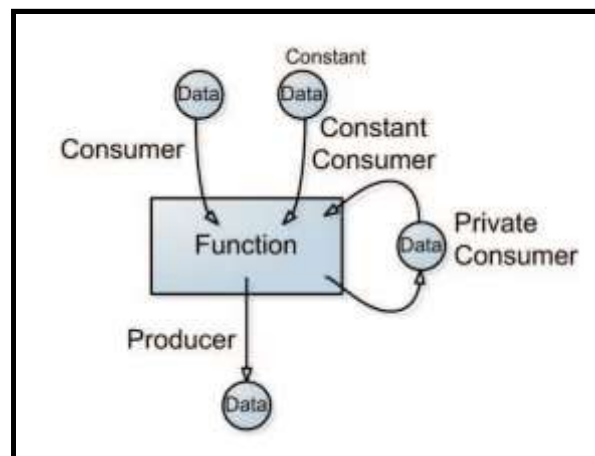 Constant
Data
Data
Consumer
Constant
Consumer
Function
Data
Private
Consumer
Producer
Data